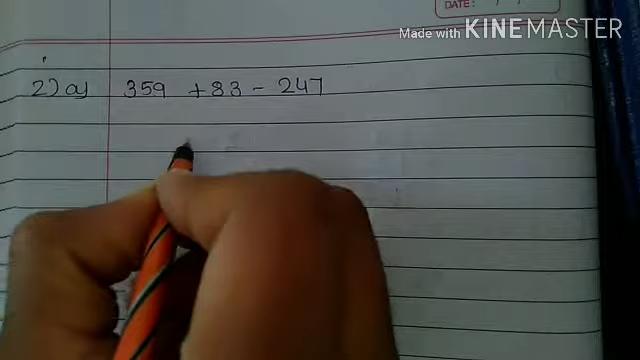 DATE: / /
Made with KINEMASTER
2) a) 359 + 83 - 247